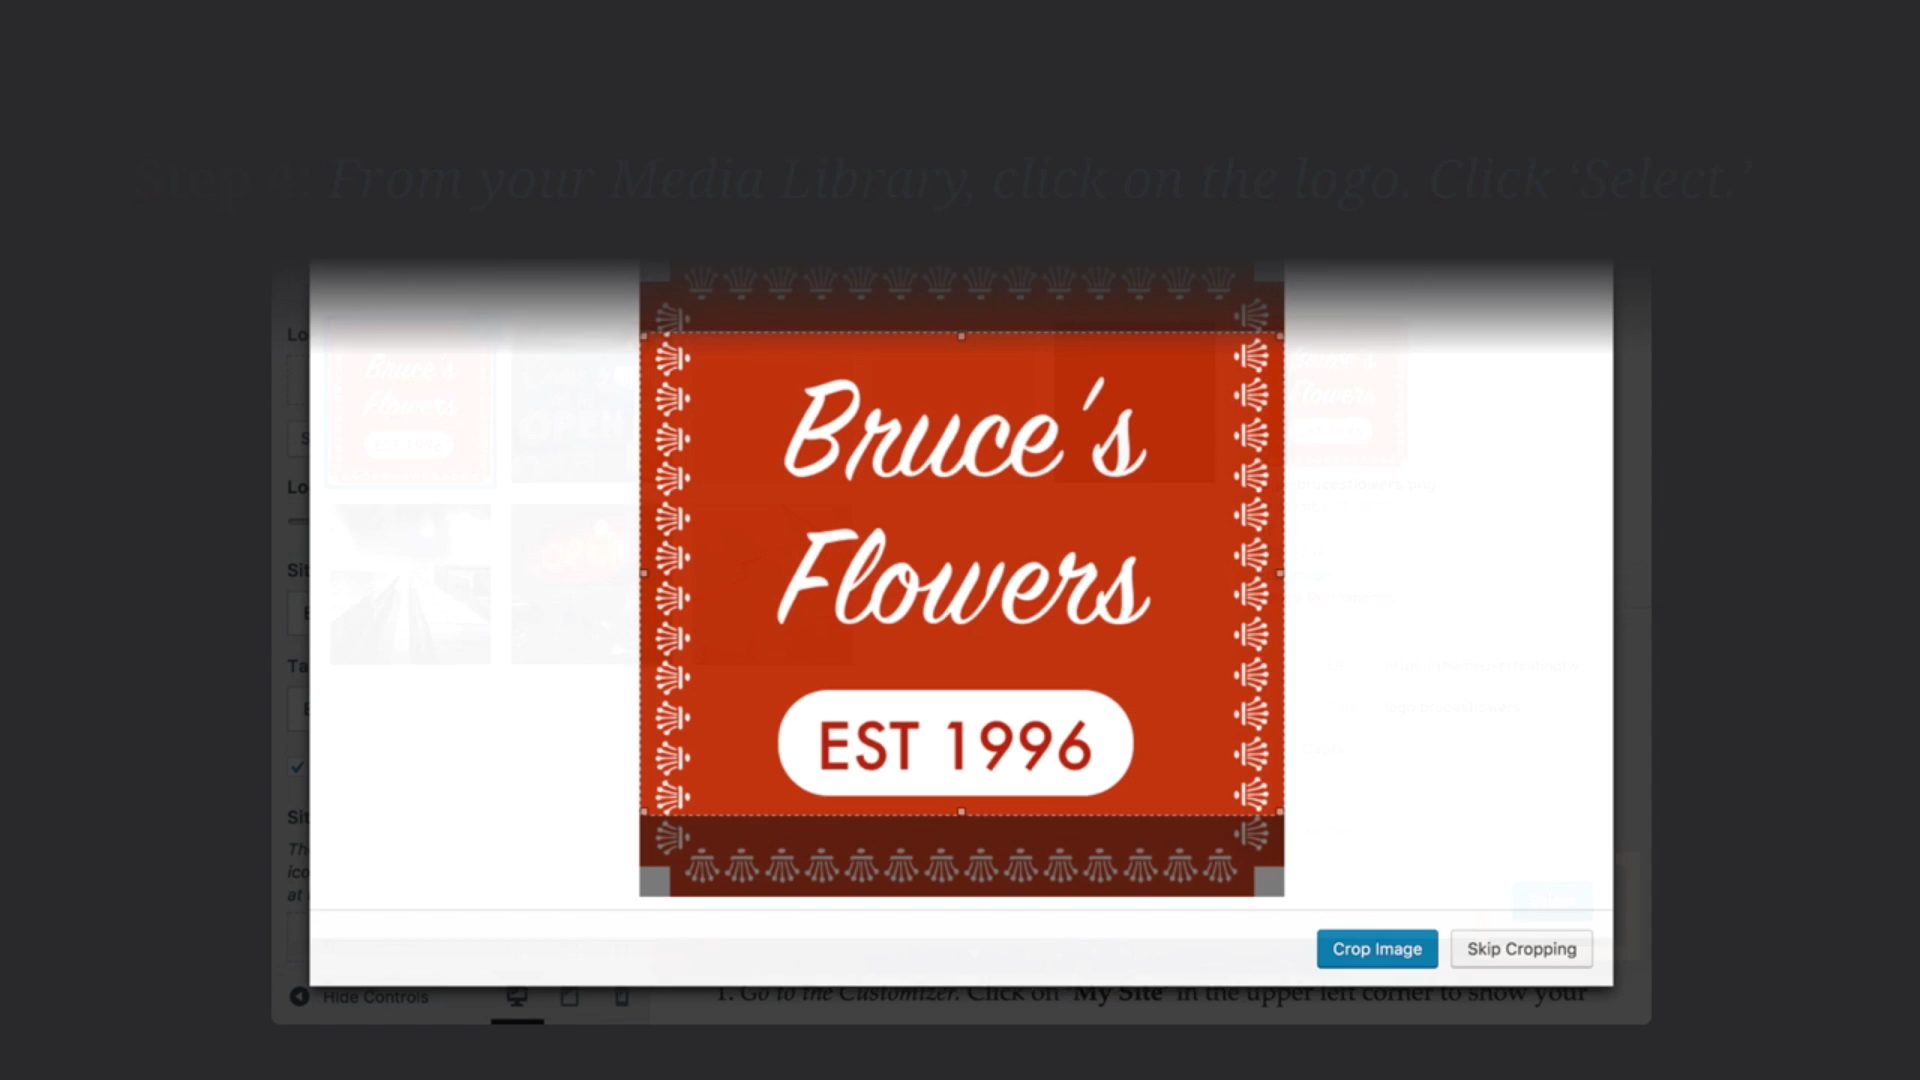 Step 4: From your Media Library, click on the logo. Click ‘Select.’
Bruce's
Flowers
EST 1996
Crop Image
Skip Cropping
Hide Controls
1. Go to the Customizer. Click on ‘My Site’ in the upper left corner to show your